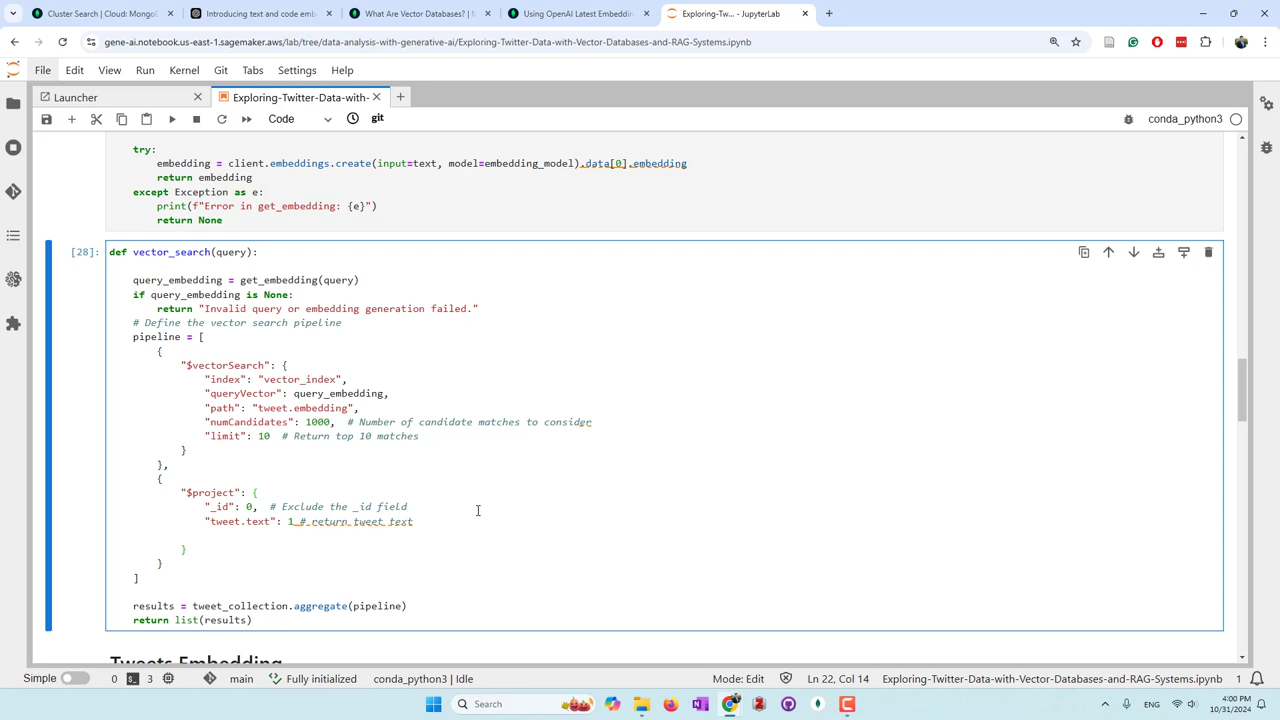 Cluster Search | Cloud: Mongo
Introducing text and code emb
What Are Vector Databases? | M
Using OpenAI Latest Embeddin
Exploring-Tw... - JupyterLab
gene-ai.notebook.us-east-1.sagemaker.aws/lab/tree/data-analysis-with-generative-ai/Exploring-Twitter-Data-with-Vector-Databases-and-RAG-Systems.ipynb
File Edit View Run Kernel Git Tabs Settings Help
Launcher
Exploring-Twitter-Data-with-
Code
git
conda_python3
try:
embedding = client.embeddings.create(input=text, model=embedding_model).data[0].embedding
return embedding
except Exception as e:
print(f"Error in get_embedding: {e}")
return None
[28]: def vector_search(query):
query_embedding = get_embedding(query)
if query_embedding is None:
return "Invalid query or embedding generation failed."
# Define the vector search pipeline
pipeline = [
{
"$vectorSearch": {
"index": "vector_index",
"queryVector": query_embedding,
"path": "tweet.embedding",
"numCandidates": 1000, # Number of candidate matches to consider
"limit": 10 # Return top 10 matches
}
},
{
"$project": {
"_id": 0, # Exclude the _id field
"tweet.text": 1 # return tweet text
}
}
]
results = tweet_collection.aggregate(pipeline)
return list(results)
Tweets Embedding
Simple 0 3 main Fully initialized conda_python3 | Idle Mode: Edit Ln 22, Col 14 Exploring-Twitter-Data-with-Vector-Databases-and-RAG-Systems.ipynb 1
Search
ENG
4:00 PM
10/31/2024